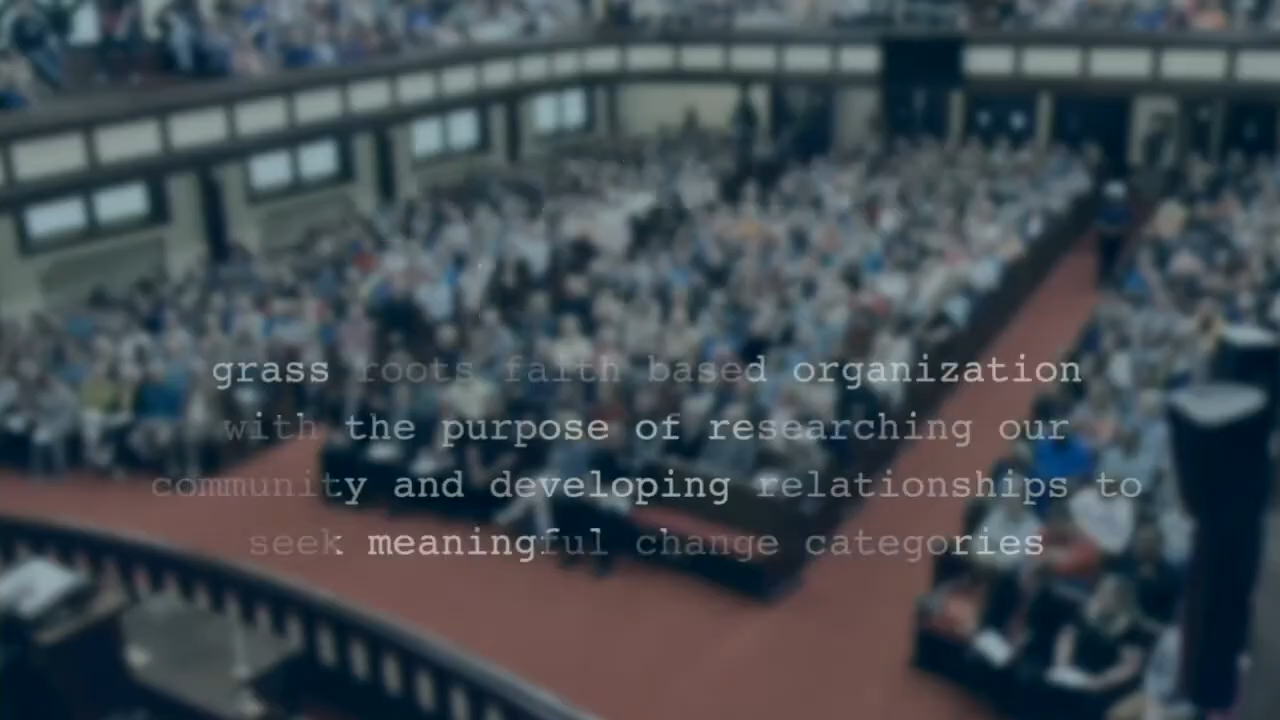 grass roots faith based organization
with the purpose of researching our
community and developing relationships to
seek meaningful change categories